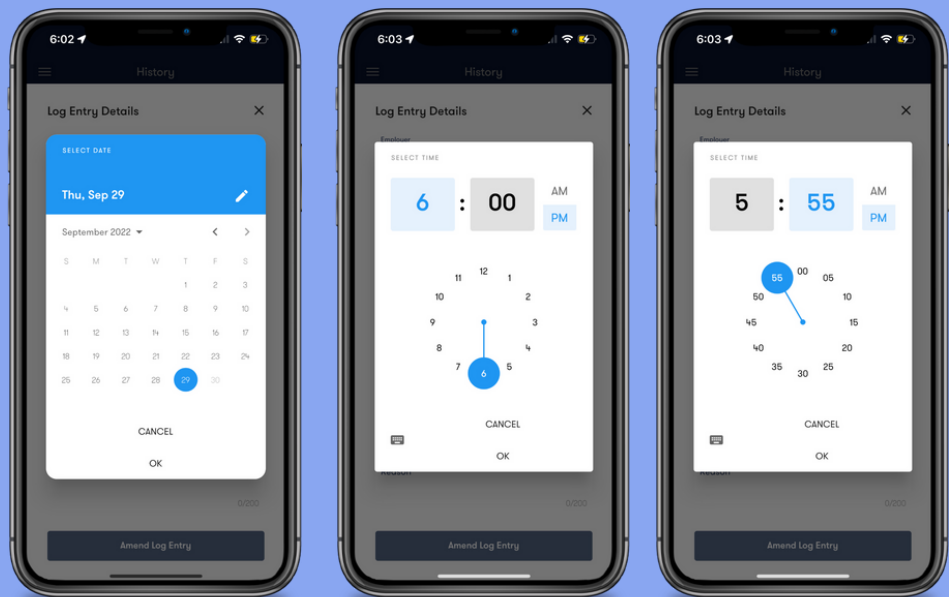 6:02
History
Log Entry Details
SELECT DATE
Thu, Sep 29
September 2022
S M T W T F S
1 2 3
4 5 6 7 8 9 10
11 12 13 14 15 16 17
18 19 20 21 22 23 24
25 26 27 28 29 30
CANCEL
OK
0/200
Amend Log Entry
6:03
History
Log Entry Details
Employer
SELECT TIME
6 : 00
AM
PM
12
11 1
10 2
9 3
8 4
7 5
6
CANCEL
OK
Reason
0/200
Amend Log Entry
6:03
History
Log Entry Details
Employer
SELECT TIME
5 : 55
AM
PM
00
55 05
50 10
45 15
40 20
35 25
30
CANCEL
OK
Reason
0/200
Amend Log Entry